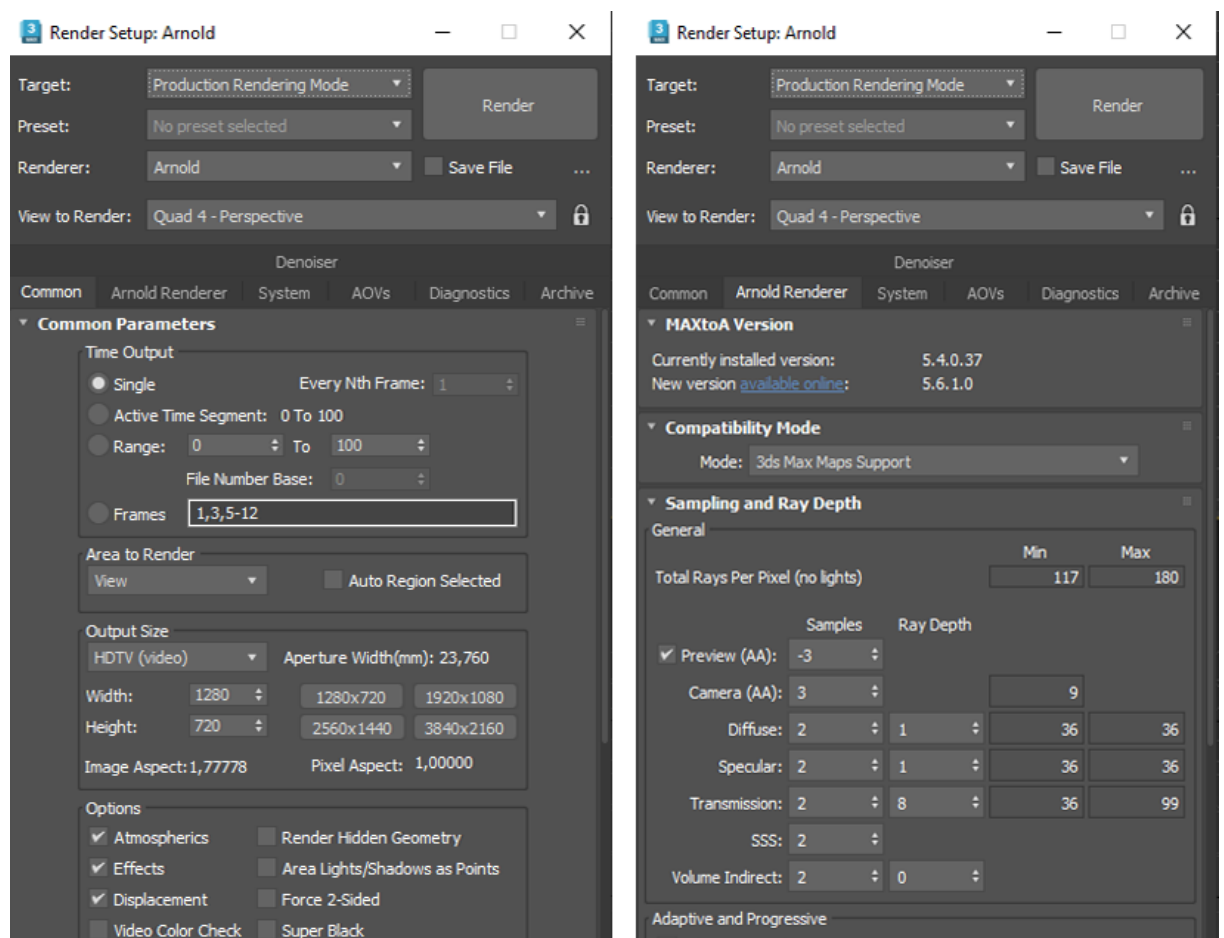 Render Setup: Arnold
Target: Production Rendering Mode
Render
Preset: No preset selected
Renderer: Arnold
Save File ...
View to Render: Quad 4 - Perspective
Denoiser
Common Arnold Renderer System AOVs Diagnostics Archive
Common Parameters
Time Output
Single Every Nth Frame: 1
Active Time Segment: 0 To 100
Range: 0 To 100
File Number Base: 0
Frames 1,3,5-12
Area to Render
View Auto Region Selected
Output Size
HDTV (video) Aperture Width(mm): 23,760
Width: 1280 1280x720 1920x1080
Height: 720 2560x1440 3840x2160
Image Aspect: 1,77778 Pixel Aspect: 1,00000
Options
Atmospherics Render Hidden Geometry
Effects Area Lights/Shadows as Points
Displacement Force 2-Sided
Video Color Check Super Black
Render Setup: Arnold
Target: Production Rendering Mode
Render
Preset: No preset selected
Renderer: Arnold
Save File ...
View to Render: Quad 4 - Perspective
Denoiser
Common Arnold Renderer System AOVs Diagnostics Archive
MAXtoA Version
Currently installed version: 5.4.0.37
New version available online: 5.6.1.0
Compatibility Mode
Mode: 3ds Max Maps Support
Sampling and Ray Depth
General
Min Max
Total Rays Per Pixel (no lights) 117 180
Samples Ray Depth
Preview (AA): -3
Camera (AA): 3 9
Diffuse: 2 1 36 36
Specular: 2 1 36 36
Transmission: 2 8 36 99
SSS: 2
Volume Indirect: 2 0
Adaptive and Progressive